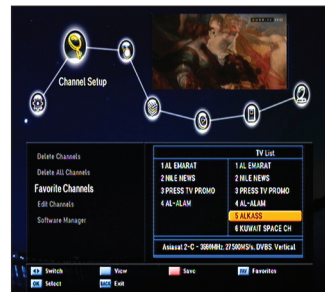 Channel Setup
Delete Channels
Delete All Channels
Favorite Channels
Edit Channels
Software Manager
TV List
1 AL EMARAT
2 NILE NEWS
3 PRESS TV PROMO
4 AL-ALAM
1 AL EMARAT
2 NILE NEWS
3 PRESS TV PROMO
4 AL-ALAM
5 ALKASS
6 KUWAIT SPACE CH
Asiasat 2-C - 3660MHz. 27500MS/s. DVBS. Vertical
Switch
View
Save
FAV Favorites
OK Select
BACK Exit